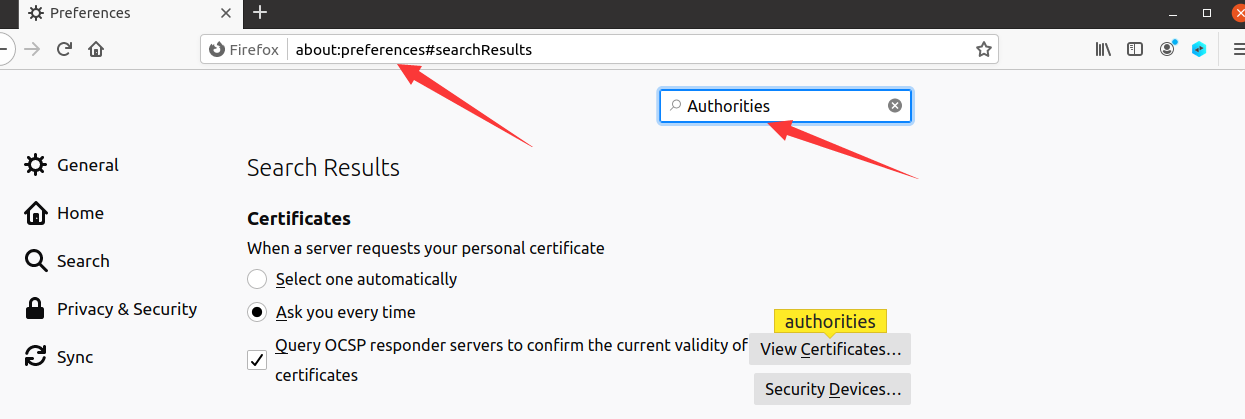 Preferences
Firefox
about:preferences#searchResults
Authorities
General
Home
Search
Privacy & Security
Sync
Search Results
Certificates
When a server requests your personal certificate
Select one automatically
Ask you every time
Query OCSP responder servers to confirm the current validity of
certificates
authorities
View Certificates…
Security Devices…